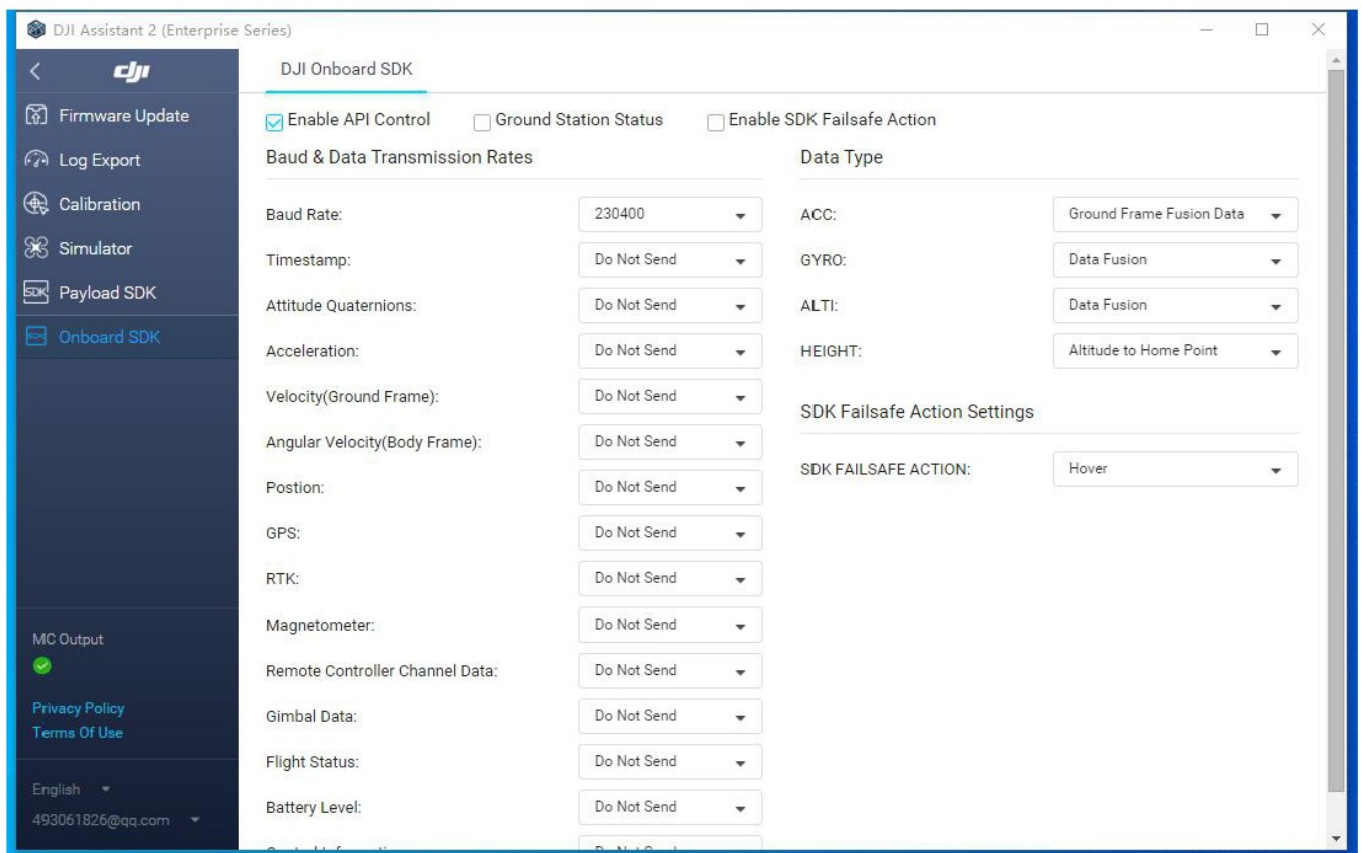 DJI Assistant 2 (Enterprise Series)
dji
Firmware Update
Log Export
Calibration
Simulator
SDK Payload SDK
Onboard SDK
MC Output
Privacy Policy
Terms Of Use
English
493061826@qq.com
DJI Onboard SDK
Enable API Control Ground Station Status Enable SDK Failsafe Action
Baud & Data Transmission Rates
Baud Rate: 230400
Timestamp: Do Not Send
Attitude Quaternions: Do Not Send
Acceleration: Do Not Send
Velocity(Ground Frame): Do Not Send
Angular Velocity(Body Frame): Do Not Send
Postion: Do Not Send
GPS: Do Not Send
RTK: Do Not Send
Magnetometer: Do Not Send
Remote Controller Channel Data: Do Not Send
Gimbal Data: Do Not Send
Flight Status: Do Not Send
Battery Level: Do Not Send
Data Type
ACC: Ground Frame Fusion Data
GYRO: Data Fusion
ALTI: Data Fusion
HEIGHT: Altitude to Home Point
SDK Failsafe Action Settings
SDK FAILSAFE ACTION: Hover